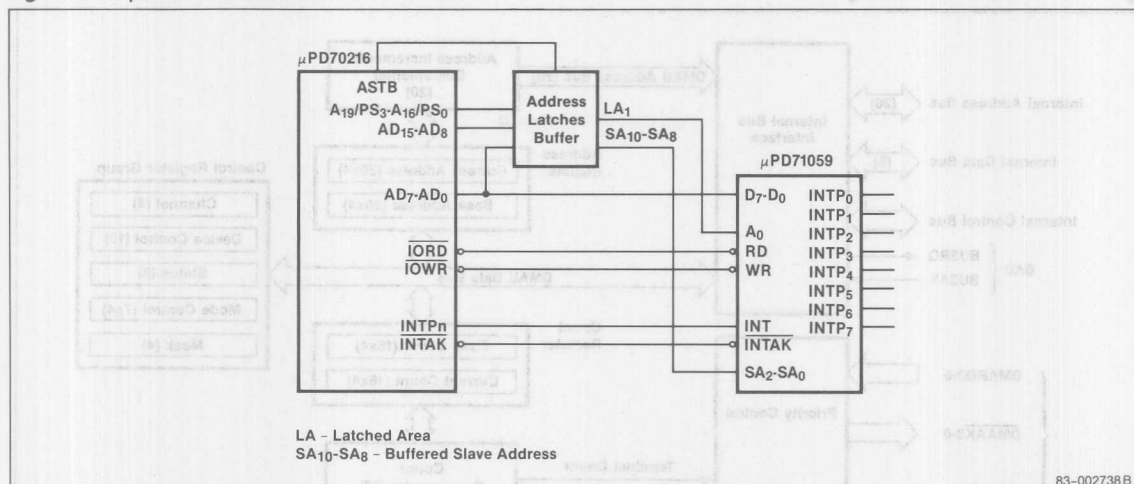 μPD70216
ASTB
A19/PS3-A16/PS0
AD15-AD8
AD7-AD0
IORD
IOWR
INTPn
INTAK
Address
Latches
Buffer
LA1
SA10-SA8
μPD71059
D7-D0
A0
RD
WR
INT
INTAK
SA2-SA0
INTP0
INTP1
INTP2
INTP3
INTP4
INTP5
INTP6
INTP7
LA - Latched Area
SA10-SA8 - Buffered Slave Address
83-002738B